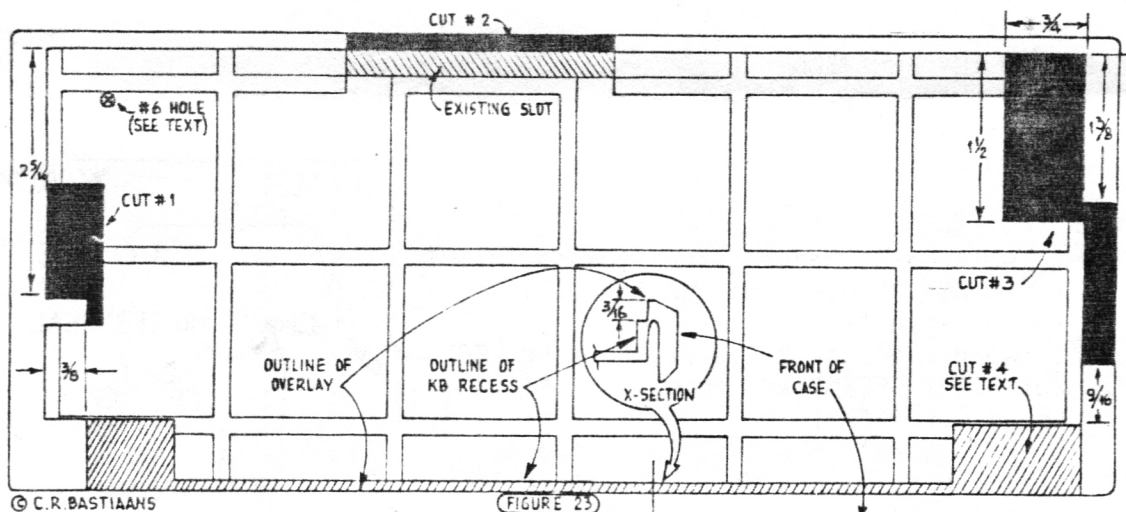 CUT # 2
3/4
#6 HOLE
(SEE TEXT)
EXISTING SLOT
2 5/16
1 1/2
1 3/8
CUT #1
CUT #3
3/16
3/8
OUTLINE OF
OVERLAY
OUTLINE OF
KB RECESS
X-SECTION
FRONT OF
CASE
CUT #4
SEE TEXT
9/16
© C.R.BASTIAANS
FIGURE 23